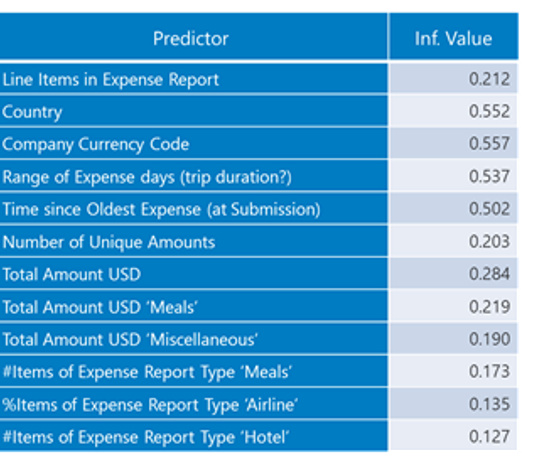 Predictor Inf. Value
Line Items in Expense Report 0.212
Country 0.552
Company Currency Code 0.557
Range of Expense days (trip duration?) 0.537
Time since Oldest Expense (at Submission) 0.502
Number of Unique Amounts 0.203
Total Amount USD 0.284
Total Amount USD ‘Meals’ 0.219
Total Amount USD ‘Miscellaneous’ 0.190
#Items of Expense Report Type ‘Meals’ 0.173
%Items of Expense Report Type ‘Airline’ 0.135
#Items of Expense Report Type ‘Hotel’ 0.127